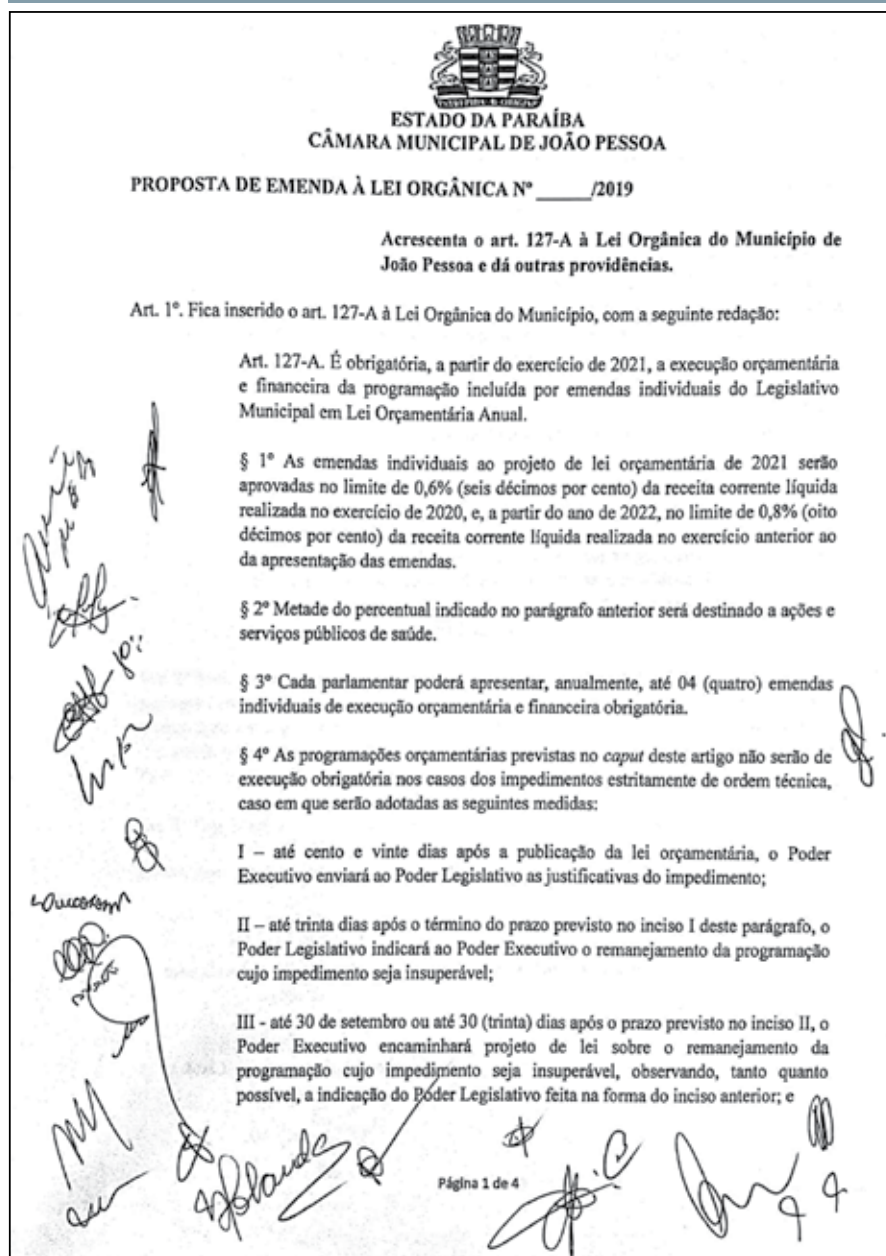 ESTADO DA PARAÍBA
CÂMARA MUNICIPAL DE JOÃO PESSOA
PROPOSTA DE EMENDA À LEI ORGÂNICA Nº ______/2019
Acrescenta o art. 127-A à Lei Orgânica do Município de
João Pessoa e dá outras providências.
Art. 1º. Fica inserido o art. 127-A à Lei Orgânica do Município, com a seguinte redação:
Art. 127-A. É obrigatória, a partir do exercício de 2021, a execução orçamentária
e financeira da programação incluída por emendas individuais do Legislativo
Municipal em Lei Orçamentária Anual.
§ 1º As emendas individuais ao projeto de lei orçamentária de 2021 serão
aprovadas no limite de 0,6% (seis décimos por cento) da receita corrente líquida
realizada no exercício de 2020, e, a partir do ano de 2022, no limite de 0,8% (oito
décimos por cento) da receita corrente líquida realizada no exercício anterior ao
da apresentação das emendas.
§ 2º Metade do percentual indicado no parágrafo anterior será destinado a ações e
serviços públicos de saúde.
§ 3º Cada parlamentar poderá apresentar, anualmente, até 04 (quatro) emendas
individuais de execução orçamentária e financeira obrigatória.
§ 4º As programações orçamentárias previstas no caput deste artigo não serão de
execução obrigatória nos casos dos impedimentos estritamente de ordem técnica,
caso em que serão adotadas as seguintes medidas:
I – até cento e vinte dias após a publicação da lei orçamentária, o Poder
Executivo enviará ao Poder Legislativo as justificativas do impedimento;
II – até trinta dias após o término do prazo previsto no inciso I deste parágrafo, o
Poder Legislativo indicará ao Poder Executivo o remanejamento da programação
cujo impedimento seja insuperável;
III - até 30 de setembro ou até 30 (trinta) dias após o prazo previsto no inciso II, o
Poder Executivo encaminhará projeto de lei sobre o remanejamento da
programação cujo impedimento seja insuperável, observando, tanto quanto
possível, a indicação do Poder Legislativo feita na forma do inciso anterior; e
Página 1 de 4